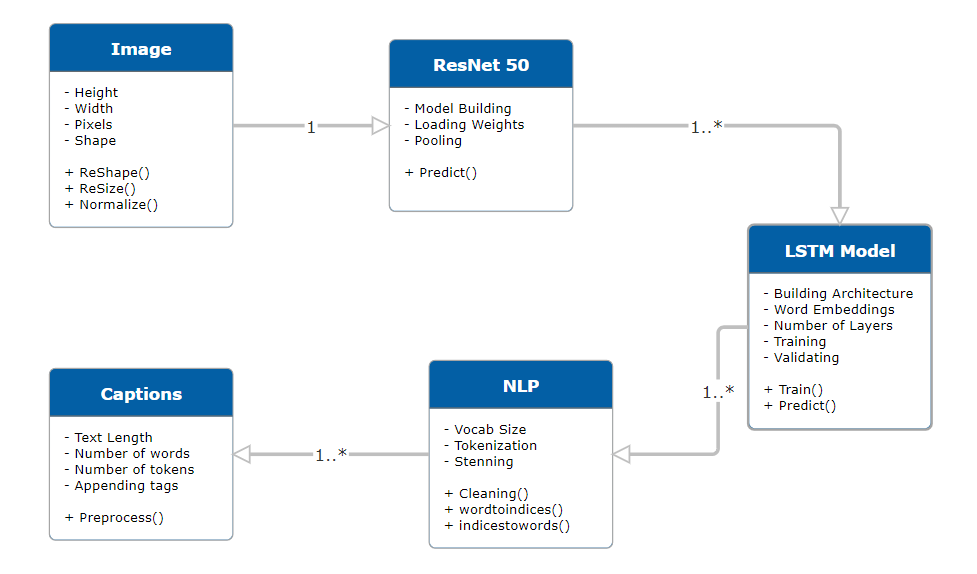 Image
- Height
- Width
- Pixels
- Shape
+ ReShape()
+ ReSize()
+ Normalize()
1
ResNet 50
- Model Building
- Loading Weights
- Pooling
+ Predict()
1..*
LSTM Model
- Building Architecture
- Word Embeddings
- Number of Layers
- Training
- Validating
+ Train()
+ Predict()
1..*
NLP
- Vocab Size
- Tokenization
- Stenning
+ Cleaning()
+ wordtoindices()
+ indicestowords()
1..*
Captions
- Text Length
- Number of words
- Number of tokens
- Appending tags
+ Preprocess()